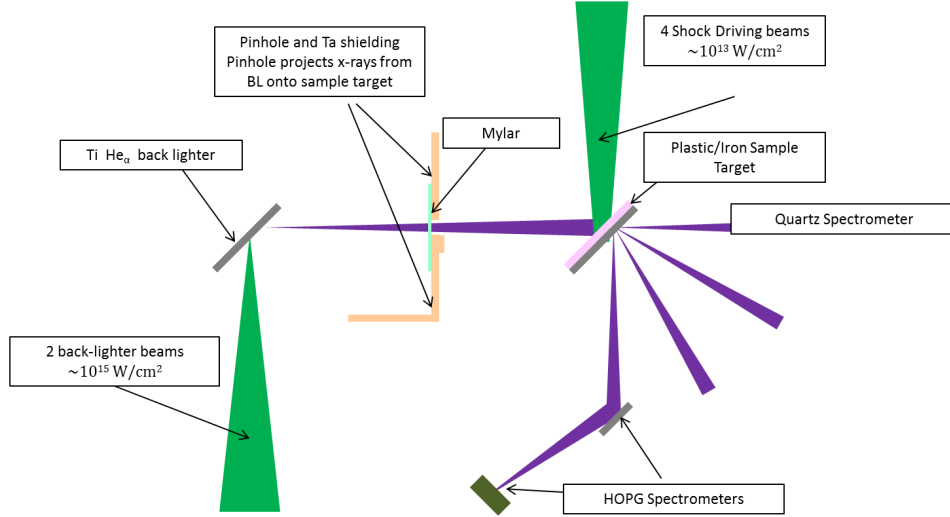 Pinhole and Ta shielding
Pinhole projects x-rays from
BL onto sample target
4 Shock Driving beams
~10¹³ W/cm²
Mylar
Ti Heα back lighter
Plastic/Iron Sample
Target
Quartz Spectrometer
2 back-lighter beams
~10¹⁵ W/cm²
HOPG Spectrometers